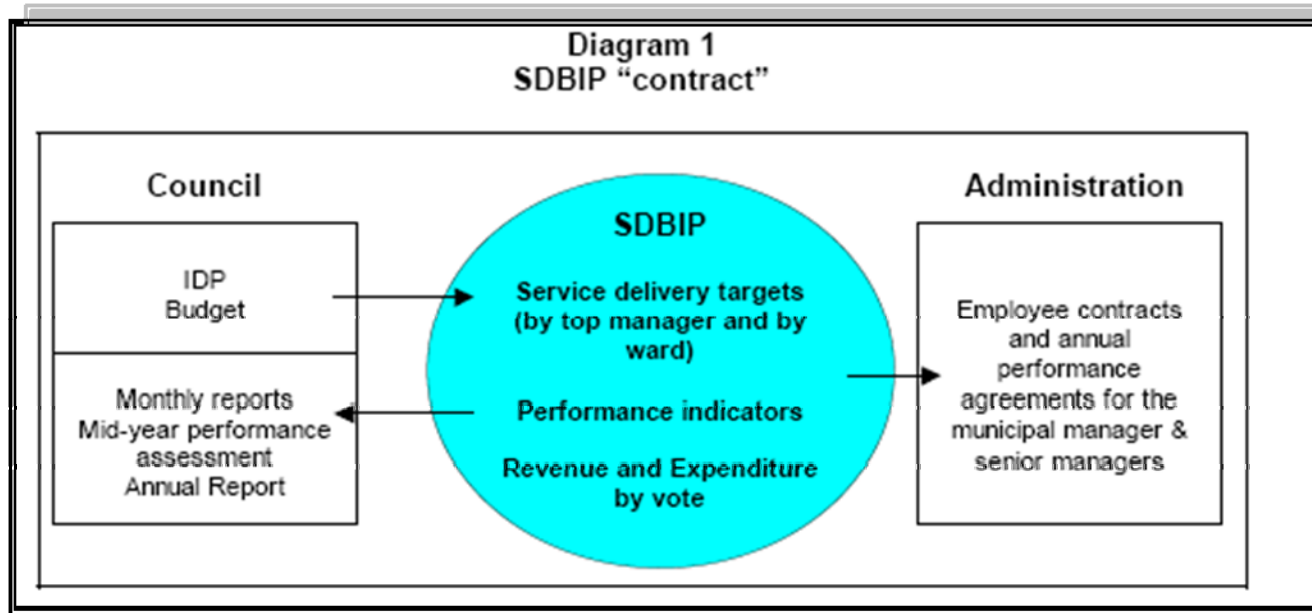 Diagram 1
SDBIP “contract”
Council
IDP
Budget
Monthly reports
Mid-year performance
assessment
Annual Report
SDBIP
Service delivery targets
(by top manager and by
ward)
Performance indicators
Revenue and Expenditure
by vote
Administration
Employee contracts
and annual
performance
agreements for the
municipal manager &
senior managers